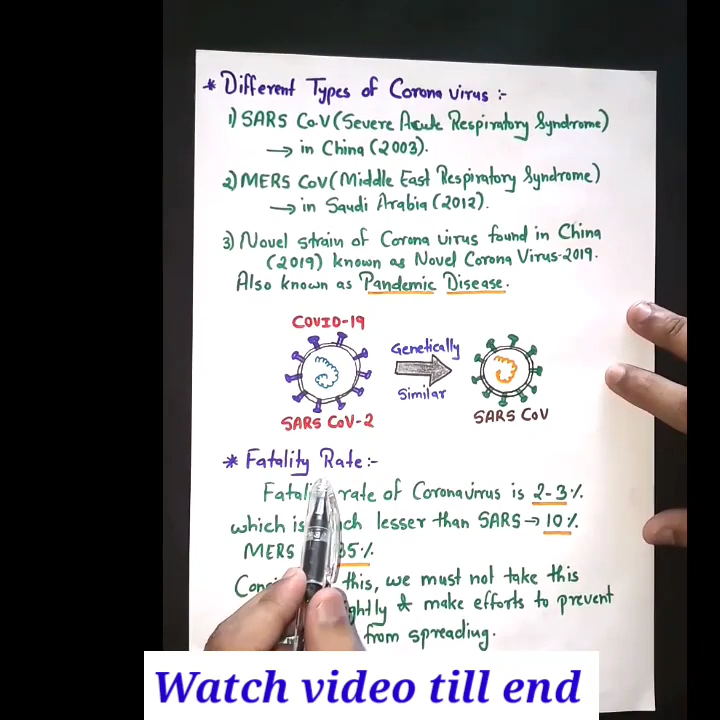 * Different Types of Corona virus :-
1) SARS CoV (Severe Acute Respiratory Syndrome)
→ in China (2003).
2) MERS CoV (Middle East Respiratory Syndrome)
→ in Saudi Arabia (2012).
3) Novel strain of Corona virus found in China
(2019) known as Novel Corona Virus-2019.
Also known as Pandemic Disease.
COVID-19
Genetically
Similar
SARS CoV-2
SARS CoV
* Fatality Rate:-
rate of Coronavirus is 2-3%
which is lesser than SARS → 10%
MERS 35%.
this, we must not take this
& make efforts to prevent
from spreading.
Watch video till end